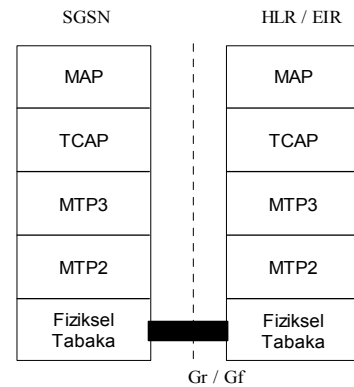 SGSN HLR / EIR
MAP MAP
TCAP TCAP
MTP3 MTP3
MTP2 MTP2
Fiziksel Fiziksel
Tabaka Tabaka
Gr / Gf